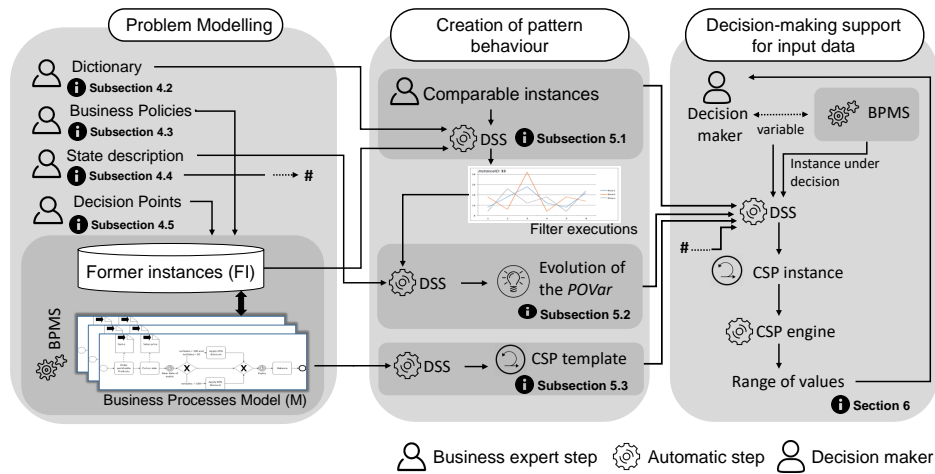 Problem Modelling
Dictionary
Subsection 4.2
Business Policies
Subsection 4.3
State description
Subsection 4.4
#
Decision Points
Subsection 4.5
Former instances (FI)
BPMS
Business Processes Model (M)
Creation of pattern
behaviour
Comparable instances
DSS
Subsection 5.1
Filter executions
DSS
Evolution of
the POVar
Subsection 5.2
DSS
CSP template
Subsection 5.3
Decision-making support
for input data
Decision
maker
variable
BPMS
Instance under
decision
DSS
#
CSP instance
CSP engine
Range of values
Section 6
Business expert step
Automatic step
Decision maker